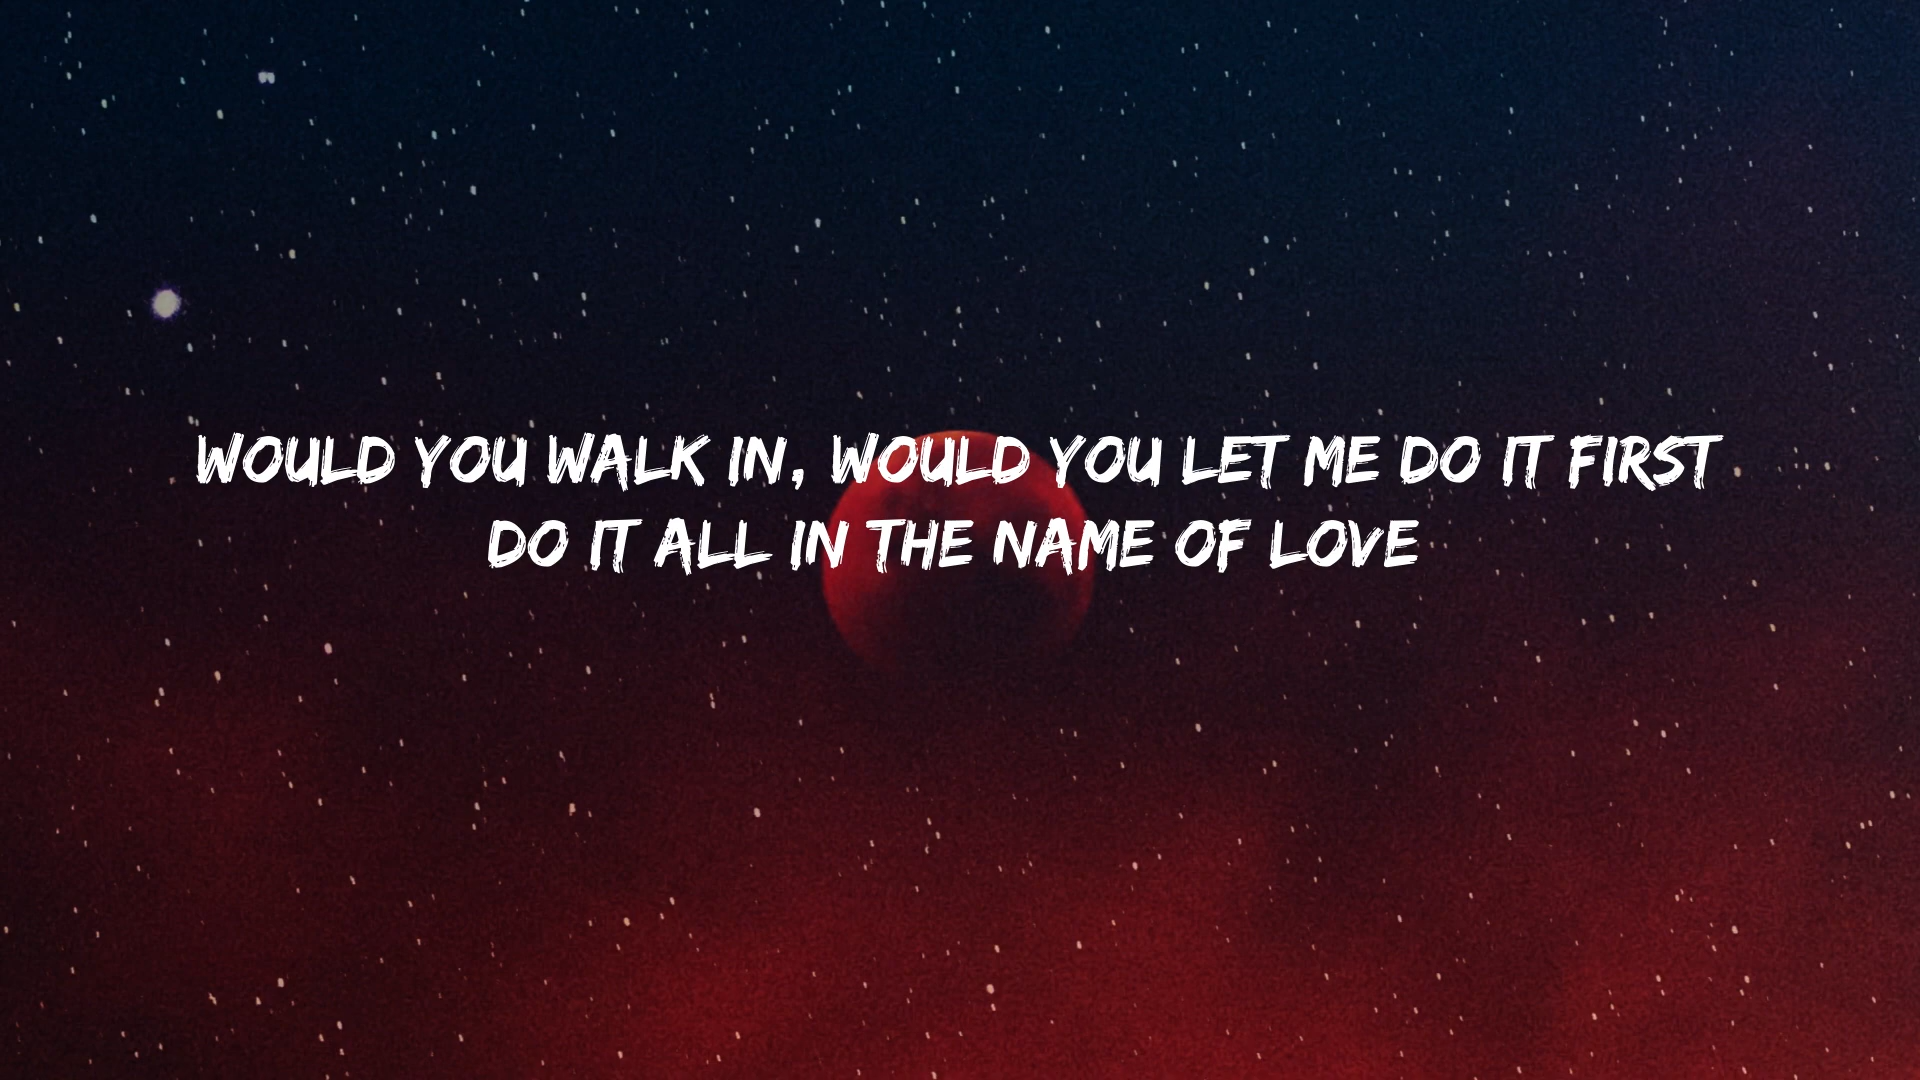 WOULD YOU WALK IN, WOULD YOU LET ME DO IT FIRST
DO IT ALL IN THE NAME OF LOVE